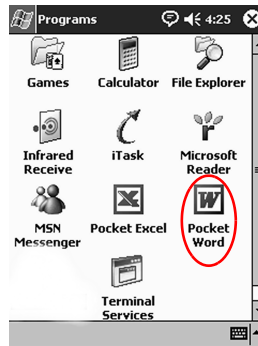 Programs 4:25
Games Calculator File Explorer
Infrared iTask Microsoft
Receive Reader
MSN Pocket Excel Pocket
Messenger Word
Terminal
Services